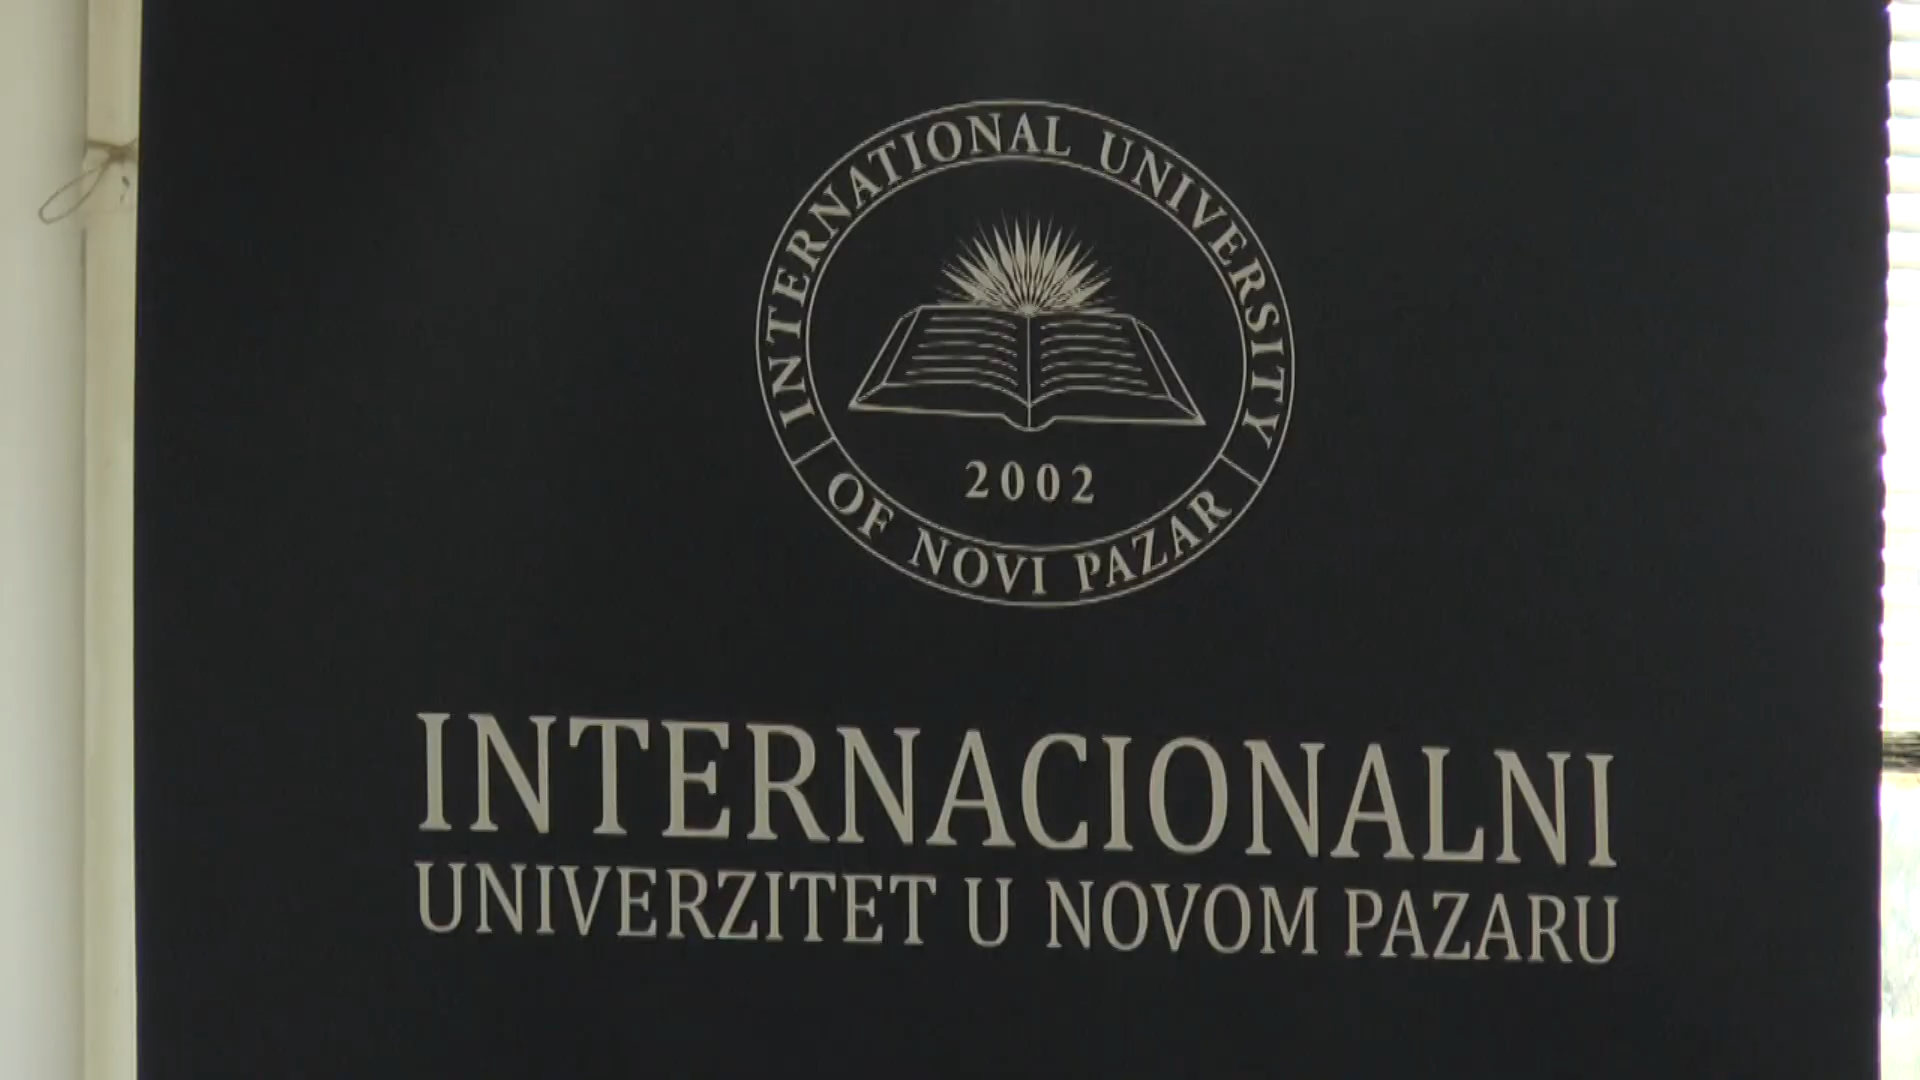 INTERNATIONAL UNIVERSITY
OF NOVI PAZAR
2002
INTERNACIONALNI
UNIVERZITET U NOVOM PAZARU